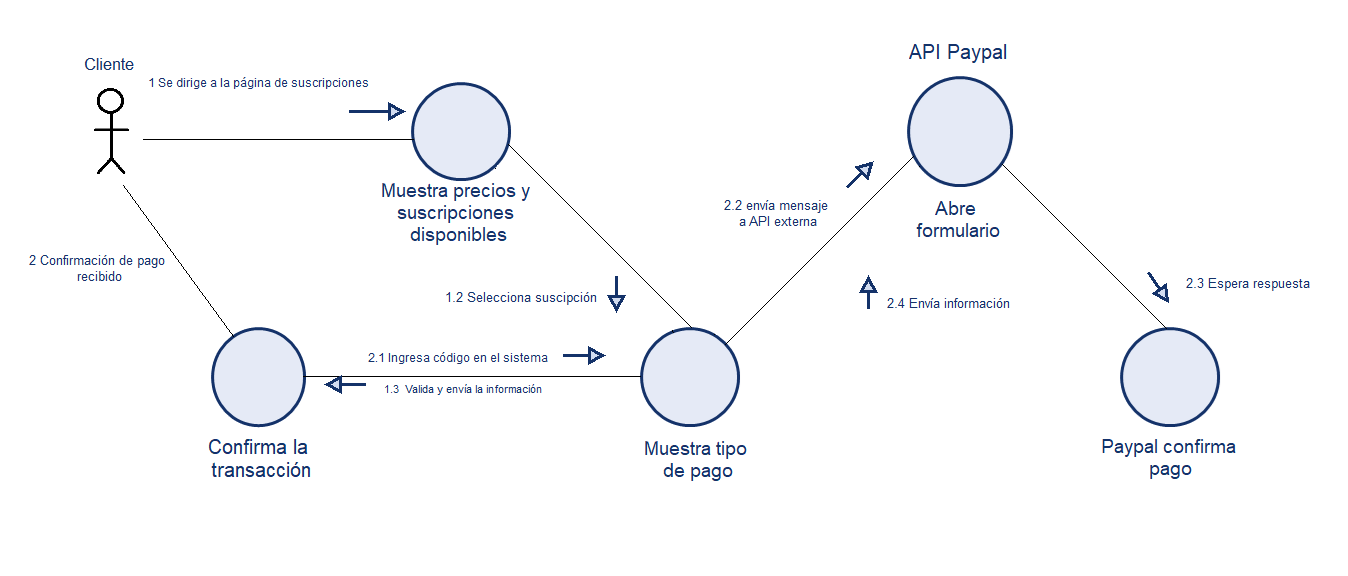 API Paypal
Cliente
1 Se dirige a la página de suscripciones
Muestra precios y
suscripciones
disponibles
2.2 envía mensaje
a API externa
Abre
formulario
2 Confirmación de pago
recibido
1.2 Selecciona suscipción
2.4 Envía información
2.3 Espera respuesta
2.1 Ingresa código en el sistema
1.3 Valida y envía la información
Confirma la
transacción
Muestra tipo
de pago
Paypal confirma
pago